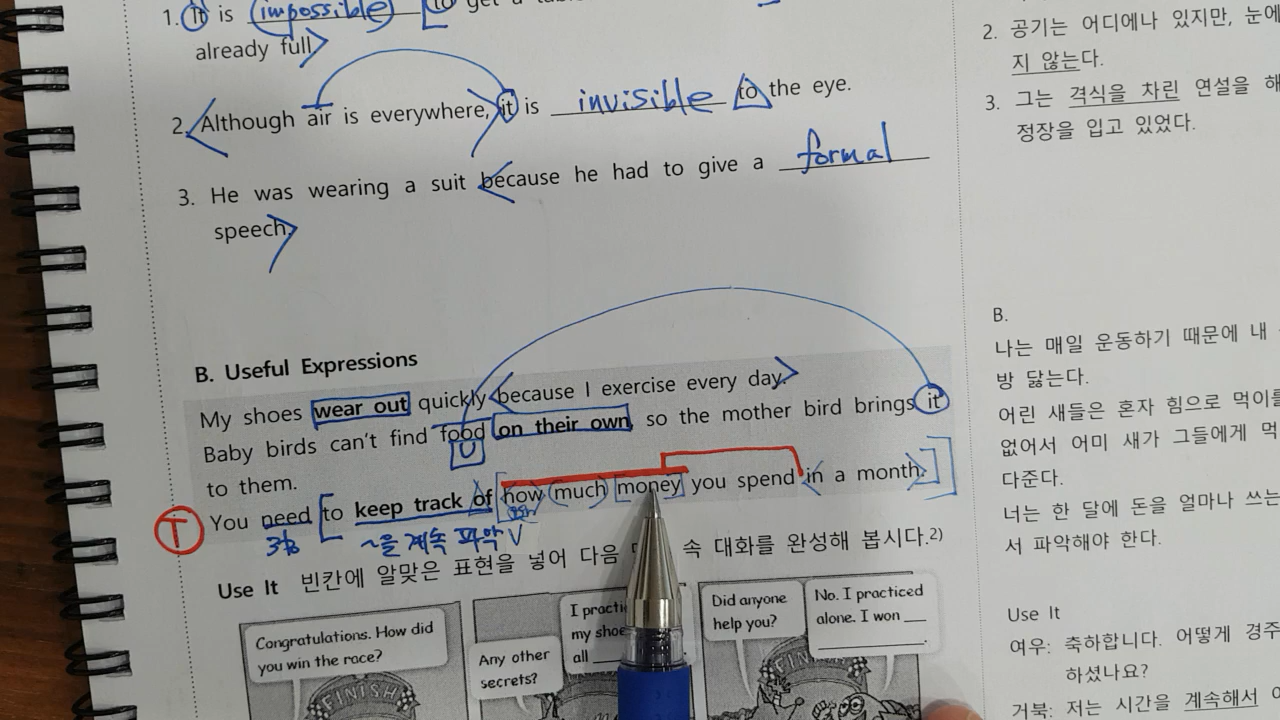 1. It is impossible to get a
already full
2. Although air is everywhere, it is invisible to the eye.
3. He was wearing a suit because he had to give a formal
speech.
B. Useful Expressions
My shoes wear out quickly because I exercise every day.
Baby birds can't find food on their own, so the mother bird brings it
U
to them.
T You need to keep track of how much money you spend in a month.
~을 계속 파악 V
Use It 빈칸에 알맞은 표현을 넣어 다음 속 대화를 완성해 봅시다.2)
Congratulations. How did
you win the race?
FINISH
I practi
my shoe
all
Any other
secrets?
Did anyone
help you?
No. I practiced
alone. I won ___
___.
2. 공기는 어디에나 있지만, 눈에
지 않는다.
3. 그는 격식을 차린 연설을 해
정장을 입고 있었다.
B.
나는 매일 운동하기 때문에 내
방 닳는다.
어린 새들은 혼자 힘으로 먹이를
없어서 어미 새가 그들에게 먹
다준다.
너는 한 달에 돈을 얼마나 쓰는
서 파악해야 한다.
Use It
여우: 축하합니다. 어떻게 경주
하셨나요?
거북: 저는 시간을 계속해서